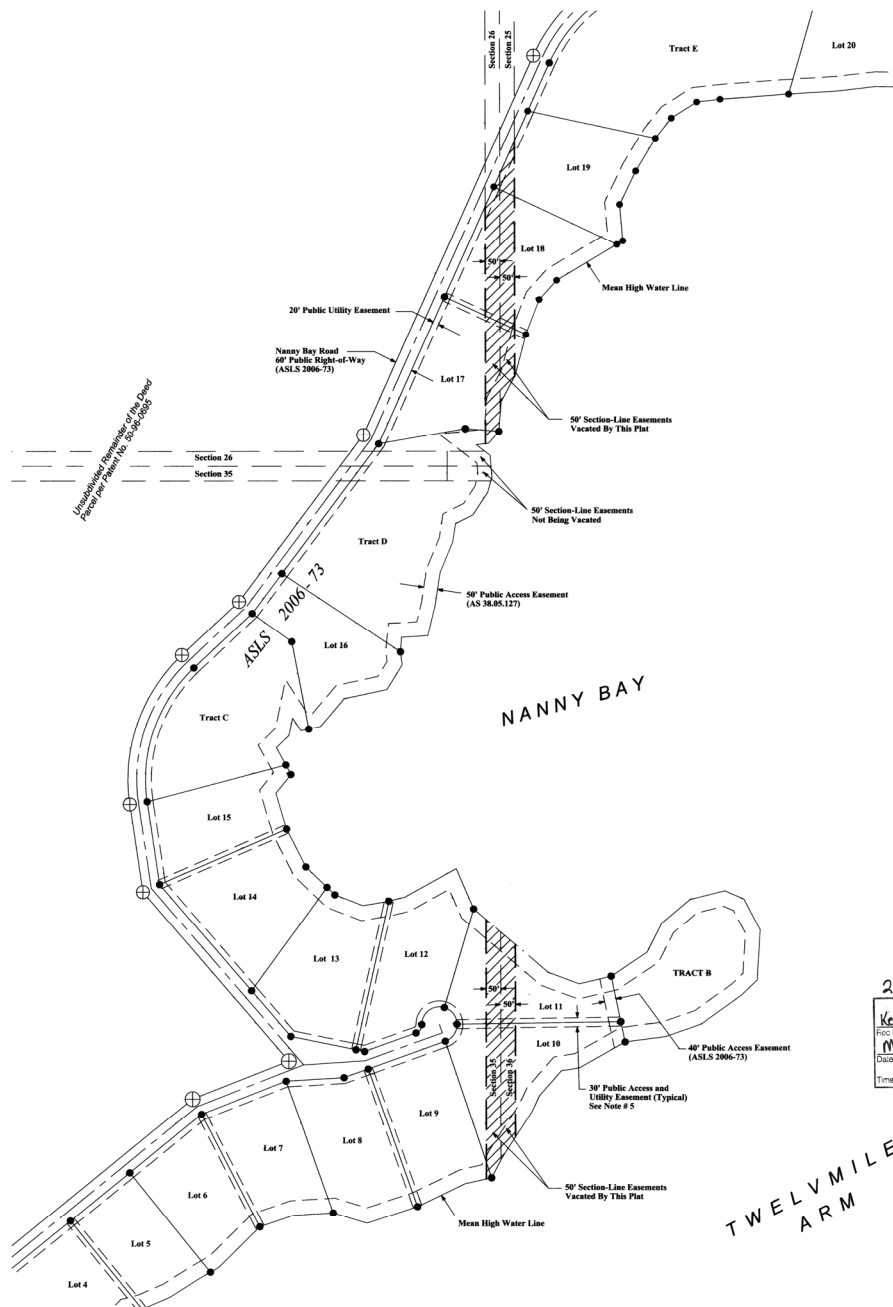 Section 26
Section 25
Tract E
Lot 20
Lot 19
Lot 18
50'
50'
Mean High Water Line
20' Public Utility Easement
Nanny Bay Road
60' Public Right-of-Way
(ASLS 2006-73)
Lot 17
50' Section-Line Easements
Vacated By This Plat
Unsubdivided Remainder of the Deed
Parcel per Patent No. 50-96-0695
Section 26
Section 35
50' Section-Line Easements
Not Being Vacated
Tract D
ASLS 2006 - 73
50' Public Access Easement
(AS 38.05.127)
Lot 16
NANNY BAY
Tract C
Lot 15
Lot 14
Lot 13
Lot 12
TRACT B
50'
50'
Lot 11
Lot 10
40' Public Access Easement
(ASLS 2006-73)
Section 35
Section 36
30' Public Access and
Utility Easement (Typical)
See Note # 5
Lot 9
Lot 8
Lot 7
Lot 6
Lot 5
Lot 4
50' Section-Line Easements
Vacated By This Plat
Mean High Water Line
TWELVMILE
ARM
2
Ke
Rec
M
Date
Time